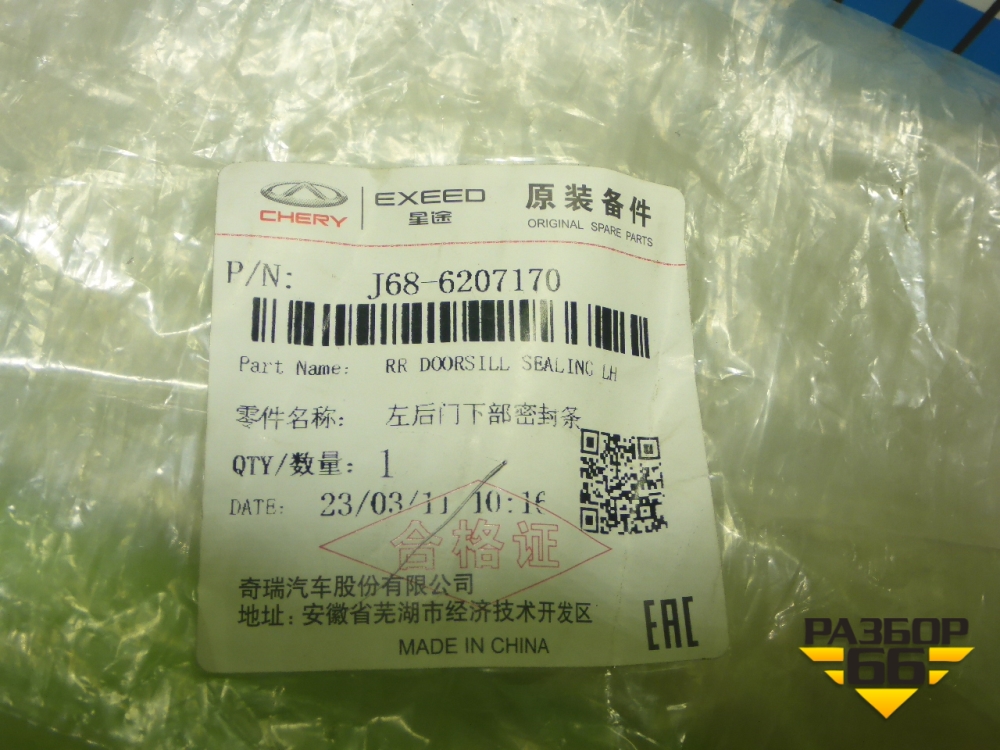 CHERY
EXEED
星途
原装备件
ORIGINAL SPARE PARTS
P/N: J68-6207170
Part Name: RR DOORSILL SEALING LH
零件名称: 左后门下部密封条
QTY/数量: 1
DATE: 23/03/11 10:16
合格证
奇瑞汽车股份有限公司
地址: 安徽省芜湖市经济技术开发区
MADE IN CHINA
EAC
РАЗБОР
66